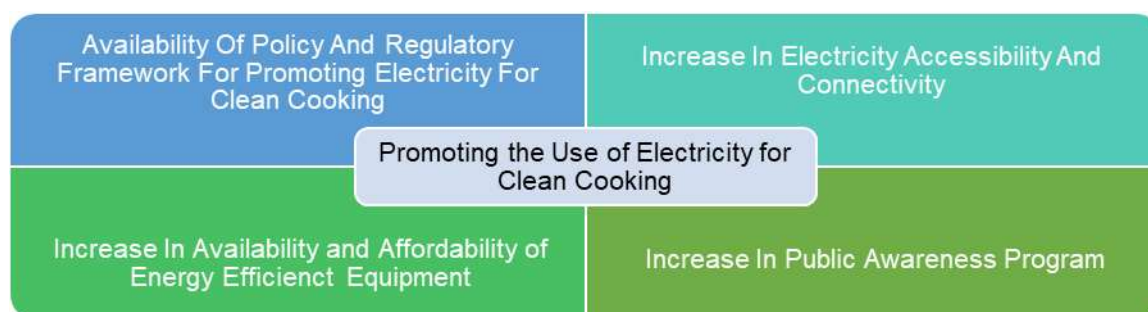 Availability Of Policy And Regulatory
Framework For Promoting Electricity For
Clean Cooking
Increase In Electricity Accessibility And
Connectivity
Promoting the Use of Electricity for
Clean Cooking
Increase In Availability and Affordability of
Energy Efficienct Equipment
Increase In Public Awareness Program